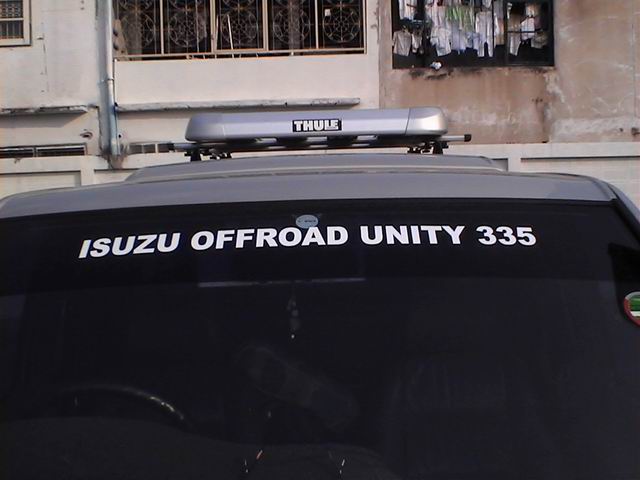 THULE
ISUZU OFFROAD UNITY 335